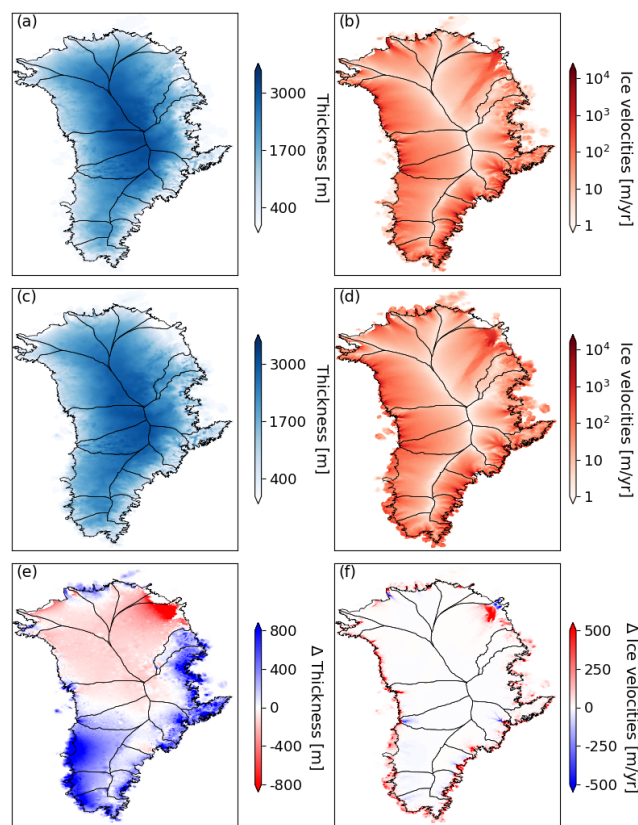 (a)
3000
1700
400
Thickness [m]
(b)
10^4
10^3
10^2
10
1
Ice velocities [m/yr]
(c)
3000
1700
400
Thickness [m]
(d)
10^4
10^3
10^2
10
1
Ice velocities [m/yr]
(e)
800
400
0
-400
-800
Δ Thickness [m]
(f)
500
250
0
-250
-500
Δ Ice velocities [m/yr]